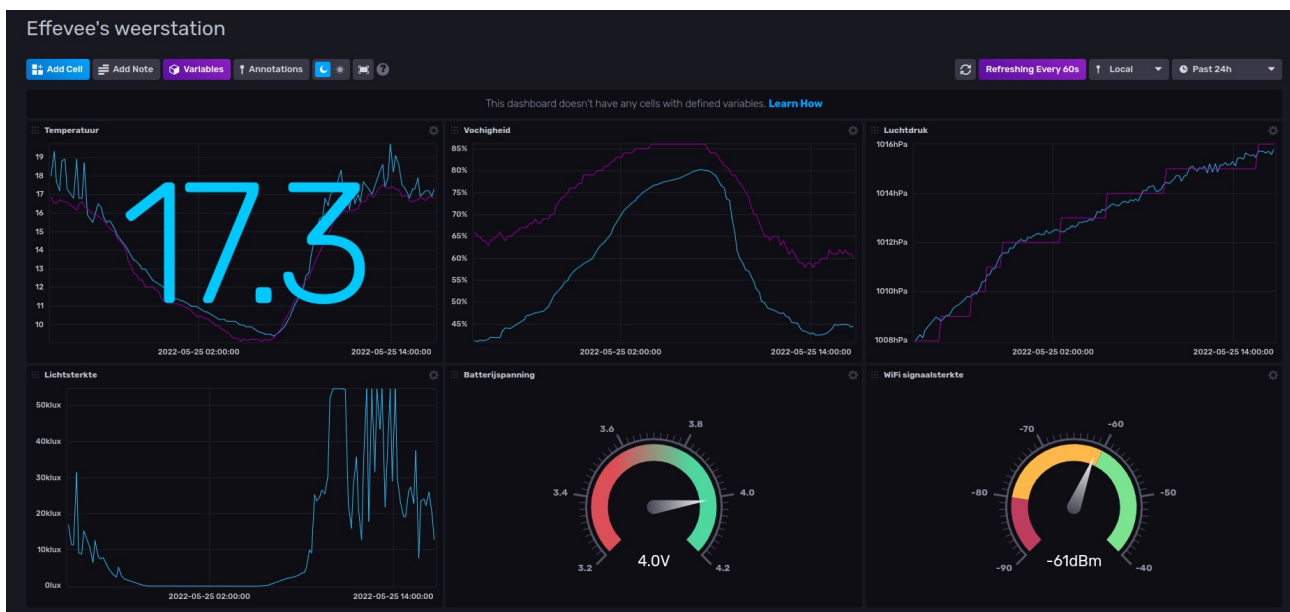 Effevee's weerstation
Add Cell Add Note Variables Annotations Refreshing Every 60s Local Past 24h
This dashboard doesn't have any cells with defined variables. Learn How
Temperatuur
19
18
17
16
15
14
13
12
11
10
17.3
2022-05-25 02:00:00 2022-05-25 14:00:00
Vochigheid
85%
80%
75%
70%
65%
60%
55%
50%
45%
2022-05-25 02:00:00 2022-05-25 14:00:00
Luchtdruk
1016hPa
1014hPa
1012hPa
1010hPa
1008hPa
2022-05-25 02:00:00 2022-05-25 14:00:00
Lichtsterkte
50klux
40klux
30klux
20klux
10klux
0lux
2022-05-25 02:00:00 2022-05-25 14:00:00
Batterijspanning
3.6 3.8
3.4 4.0
3.2 4.0V 4.2
WiFi signaalsterkte
-70 -60
-80 -50
-90 -61dBm -40